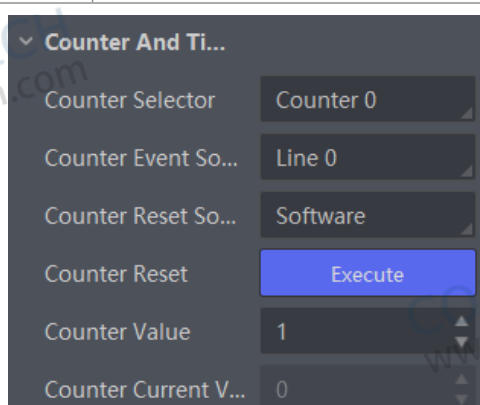 Counter And Ti...
Counter Selector Counter 0
Counter Event So... Line 0
Counter Reset So... Software
Counter Reset Execute
Counter Value 1
Counter Current V... 0